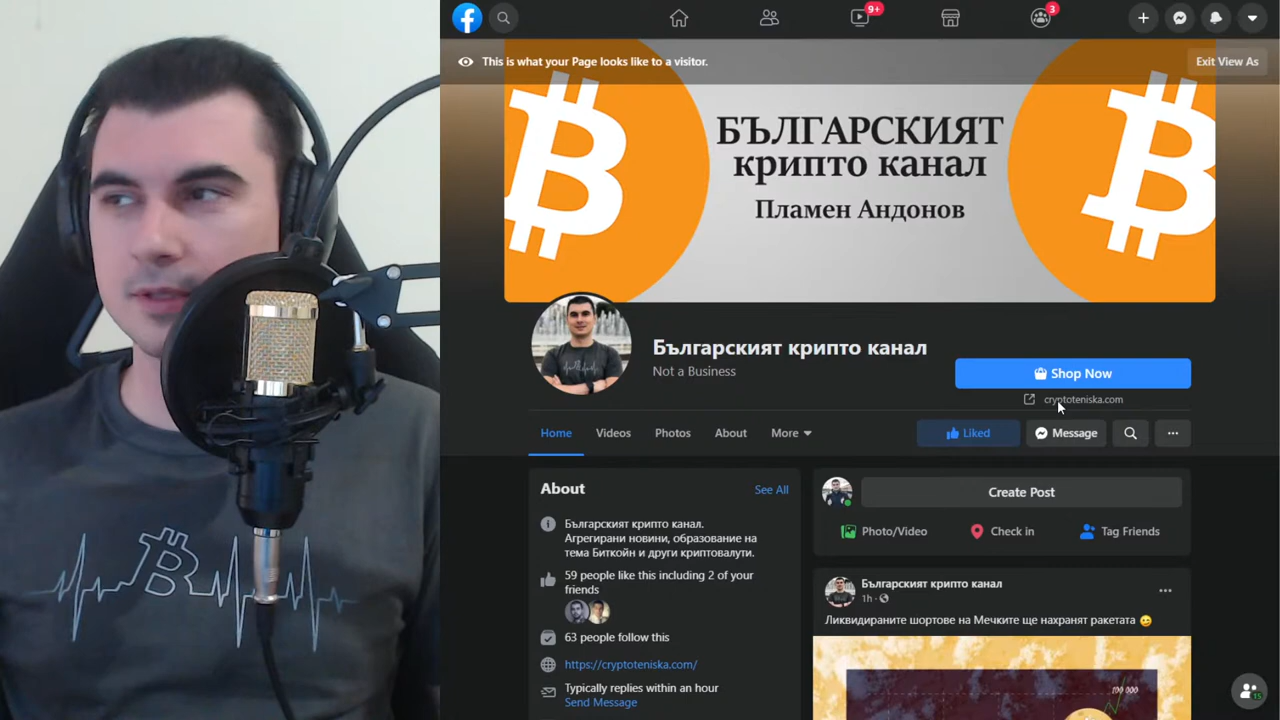 9+
3
This is what your Page looks like to a visitor.
Exit View As
БЪЛГАРСКИЯТ
крипто канал
Пламен Андонов
Българският крипто канал
Not a Business
Shop Now
cryptoteniska.com
Home
Videos
Photos
About
More
Liked
Message
About
See All
Българският крипто канал.
Агрегирани новини, образование на
тема Биткойн и други криптовалути.
59 people like this including 2 of your
friends
63 people follow this
https://cryptoteniska.com/
Typically replies within an hour
Send Message
Create Post
Photo/Video
Check in
Tag Friends
Българският крипто канал
1h
Ликвидираните шортове на Мечките ще нахранят ракетата 😉
100 000
15